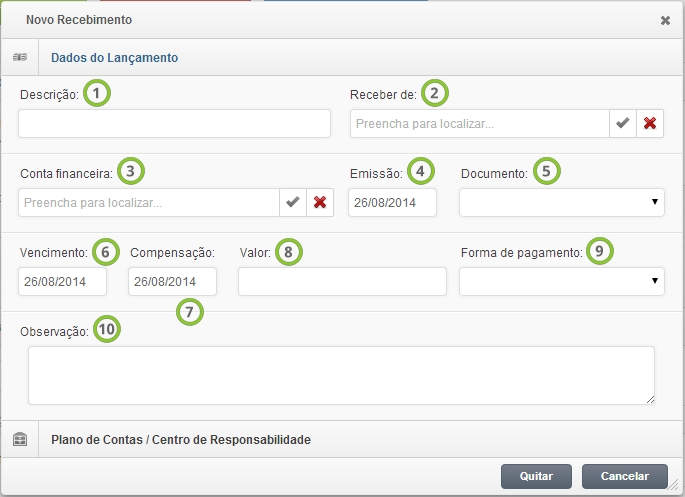 Novo Recebimento
Dados do Lançamento
Descrição: 1 Receber de: 2
Preencha para localizar...
Conta financeira: 3 Emissão: 4 Documento: 5
Preencha para localizar... 26/08/2014
Vencimento: 6 Compensação: Valor: 8 Forma de pagamento: 9
26/08/2014 26/08/2014
7
Observação: 10
Plano de Contas / Centro de Responsabilidade
Quitar Cancelar